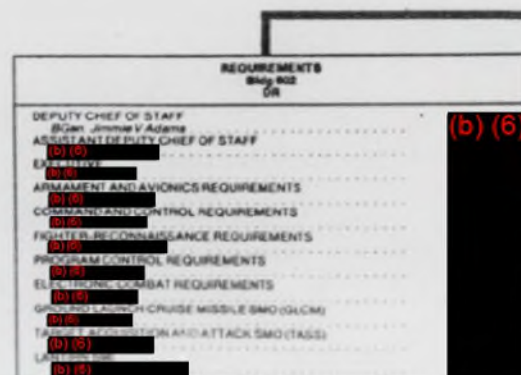 REQUIREMENTS
Bldg 602
DR
DEPUTY CHIEF OF STAFF
BGen. Jimmie V Adams
(b) (6)
ASSISTANT DEPUTY CHIEF OF STAFF
(b) (6)
EXECUTIVE
(b) (6)
ARMAMENT AND AVIONICS REQUIREMENTS
(b) (6)
COMMAND AND CONTROL REQUIREMENTS
(b) (6)
FIGHTER-RECONNAISSANCE REQUIREMENTS
(b) (6)
PROGRAM CONTROL REQUIREMENTS
(b) (6)
ELECTRONIC COMBAT REQUIREMENTS
(b) (6)
GROUND LAUNCH CRUISE MISSILE SMO (GLCM)
(b) (6)
TARGET ACQUISITION AND ATTACK SMO (TASS)
(b) (6)
LANTIRN
(b) (6)